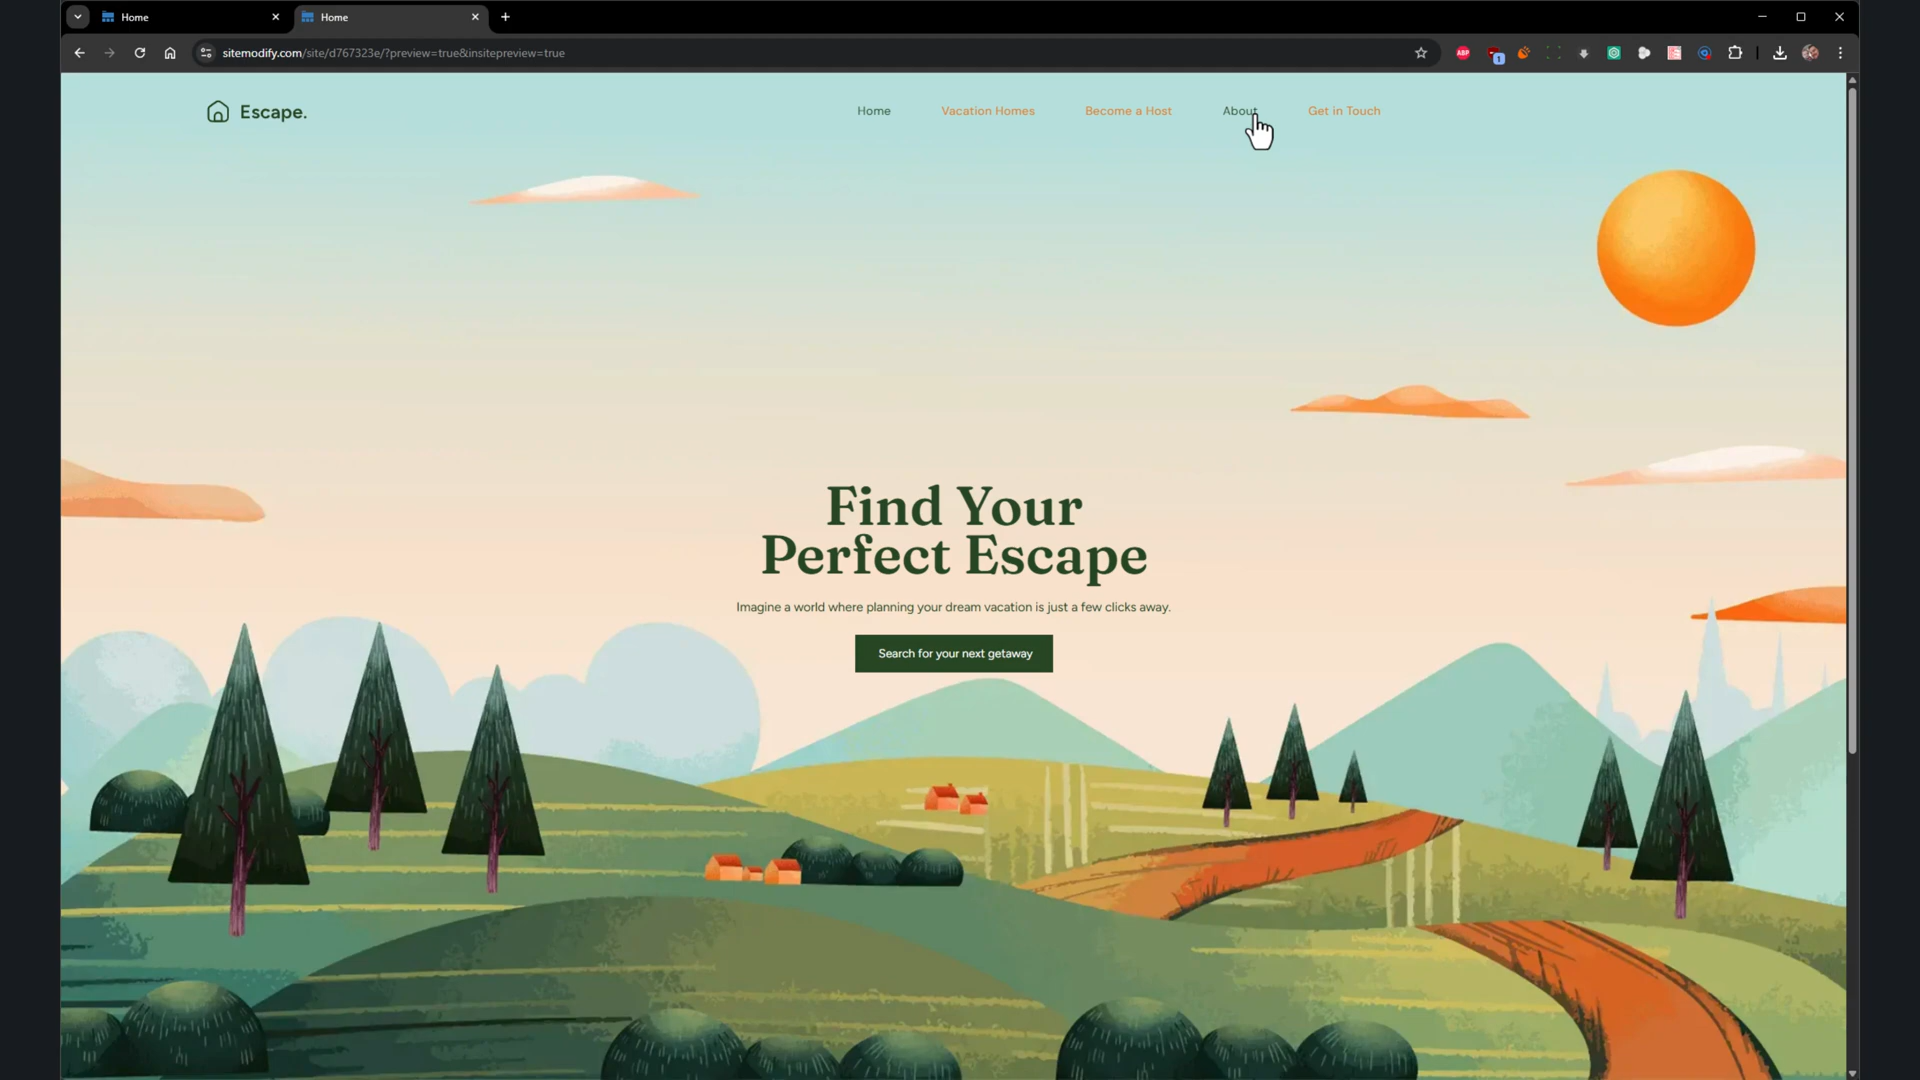 Home
Home
sitemodify.com/site/d767323e/?preview=true&insitepreview=true
ABP
1
Escape.
Home
Vacation Homes
Become a Host
About
Get in Touch
Find Your
Perfect Escape
Imagine a world where planning your dream vacation is just a few clicks away.
Search for your next getaway